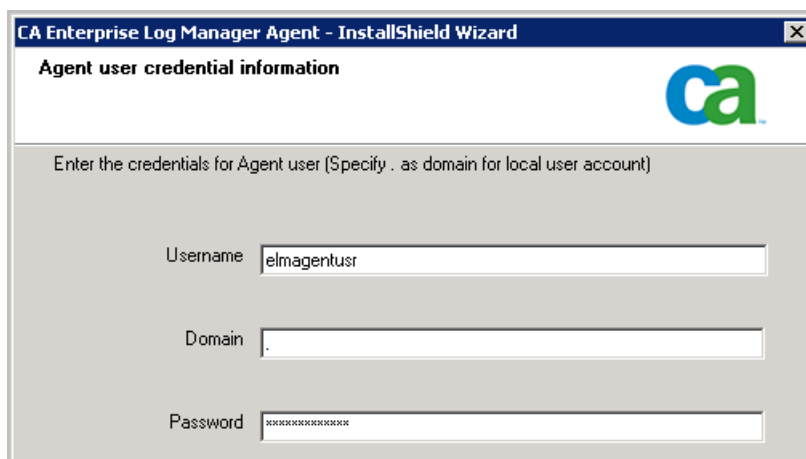 CA Enterprise Log Manager Agent - InstallShield Wizard
Agent user credential information
ca
Enter the credentials for Agent user (Specify . as domain for local user account)
Username elmagentusr
Domain .
Password *************